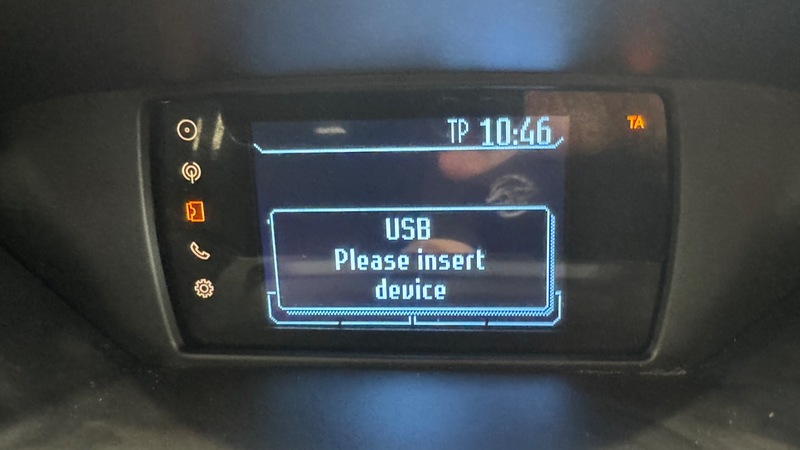 TP 10:46
TA
USB
Please insert
device